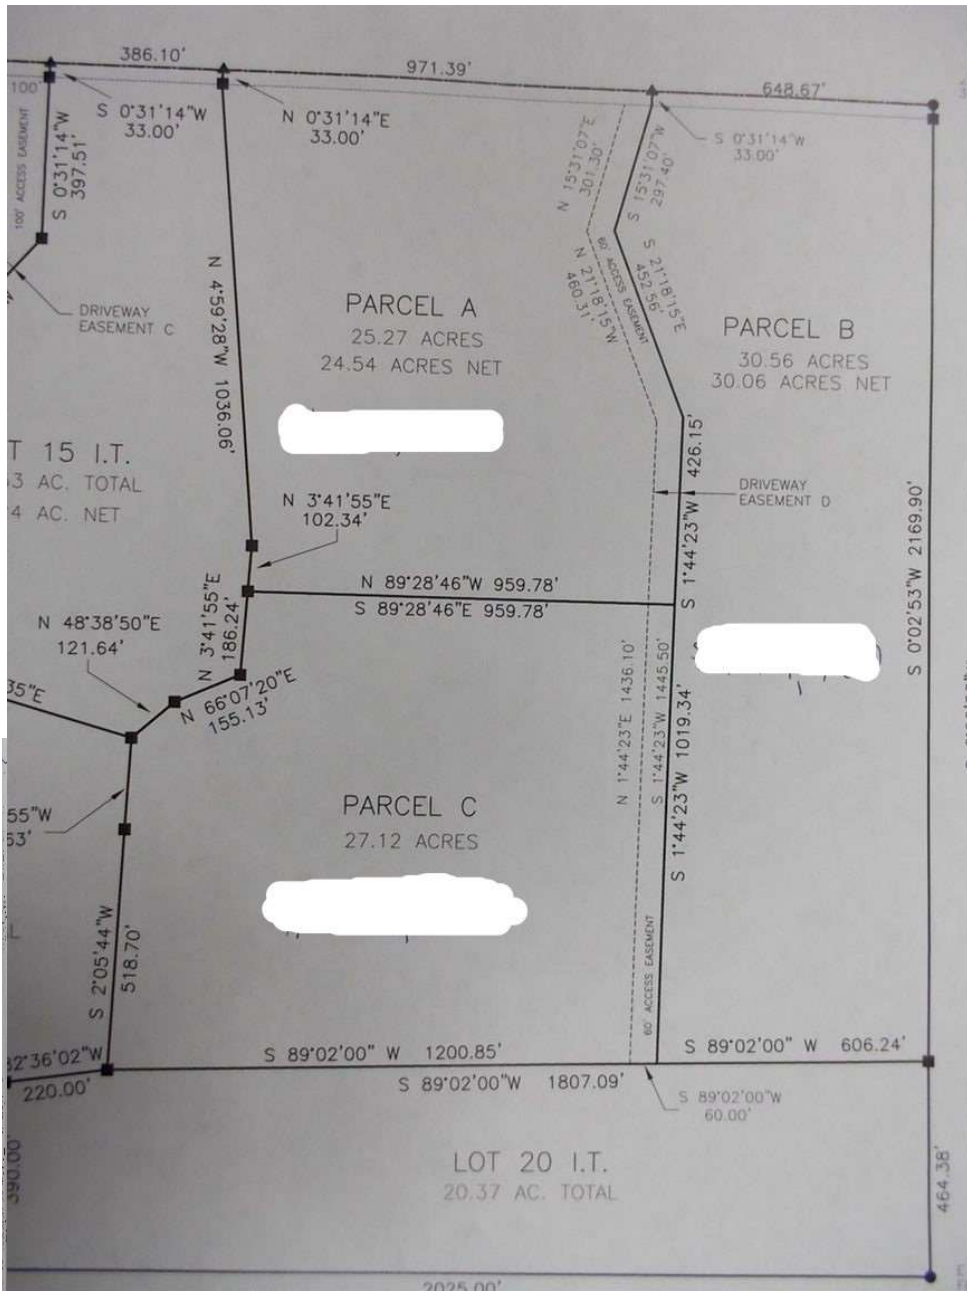 386.10'
971.39'
648.67'
100'
S 0°31'14"W
33.00'
N 0°31'14"E
33.00'
S 0°31'14"W
33.00'
100' ACCESS EASEMENT
S 0°31'14"W
397.51'
N 15°31'07"E
301.30'
S 15°31'07"W
297.40'
60' ACCESS EASEMENT
N 21°18'15"W
460.31'
S 21°18'15"E
452.56'
DRIVEWAY
EASEMENT C
N 4°59'28"W 1036.06'
PARCEL A
25.27 ACRES
24.54 ACRES NET
PARCEL B
30.56 ACRES
30.06 ACRES NET
T 15 I.T.
3 AC. TOTAL
4 AC. NET
S 1°44'23"W 426.15'
DRIVEWAY
EASEMENT D
S 0°02'53"W 2169.90'
N 3°41'55"E
102.34'
N 89°28'46"W 959.78'
S 89°28'46"E 959.78'
N 3°41'55"E
186.24'
N 48°38'50"E
121.64'
N 66°07'20"E
155.13'
35"E
N 1°44'23"E 1436.10'
S 1°44'23"W 1445.50'
S 1°44'23"W 1019.34'
PARCEL C
27.12 ACRES
55"W
53'
S 2°05'44"W
518.70'
60' ACCESS EASEMENT
S 89°02'00" W 1200.85'
S 89°02'00" W 606.24'
S 89°02'00"W 1807.09'
S 89°02'00"W
60.00'
82°36'02"W
220.00'
390.00'
LOT 20 I.T.
20.37 AC. TOTAL
464.38'
2025.00'